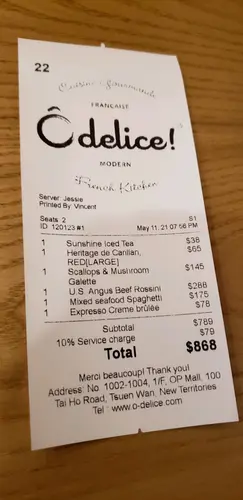 22
Cuisine Gourmande
FRANÇAISE
Ô delice!
MODERN
French Kitchen
Server: Jessie
Printed By: Vincent
Seats: 2 S1
ID 120123 #1 May 11, 21 07:56 PM
1 Sunshine Iced Tea $38
1 Heritage de Carillan, $65
RED[LARGE]
1 Scallops & Mushroom $145
Galette
1 U.S. Angus Beef Rossini $288
1 Mixed seafood Spaghetti $175
1 Expresso Creme brûlée $78
Subtotal $789
10% Service charge $79
Total $868
Merci beaucoup! Thank you!
Address: No. 1002-1004, 1/F, OP Mall, 100
Tai Ho Road, Tsuen Wan, New Territories
Tel : www.o-delice.com